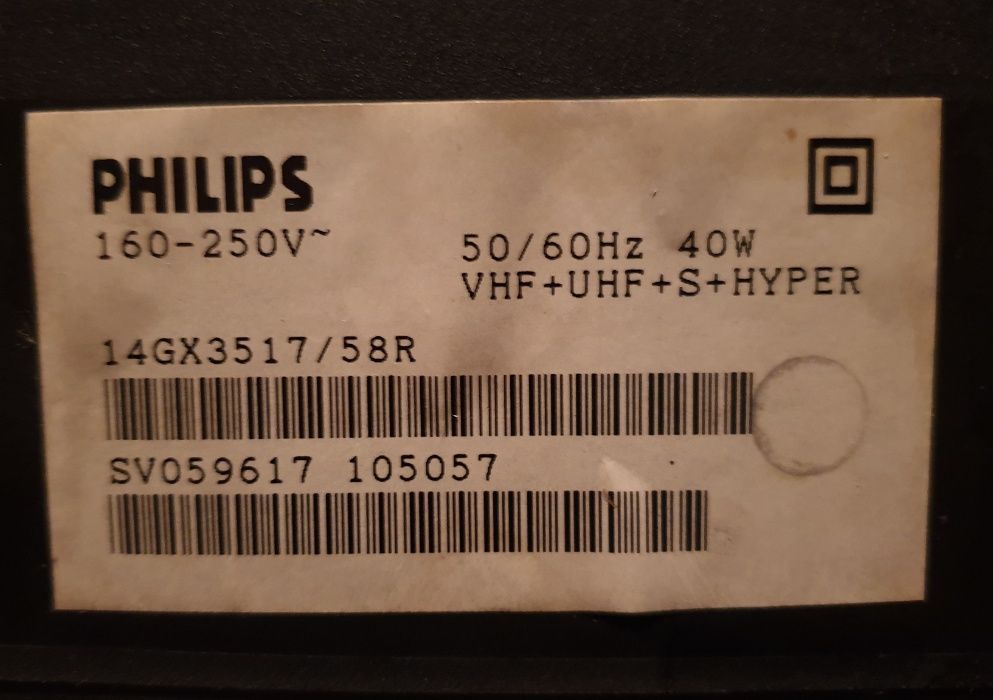 PHILIPS
160-250V~ 50/60Hz 40W
VHF+UHF+S+HYPER
14GX3517/58R
SV059617 105057